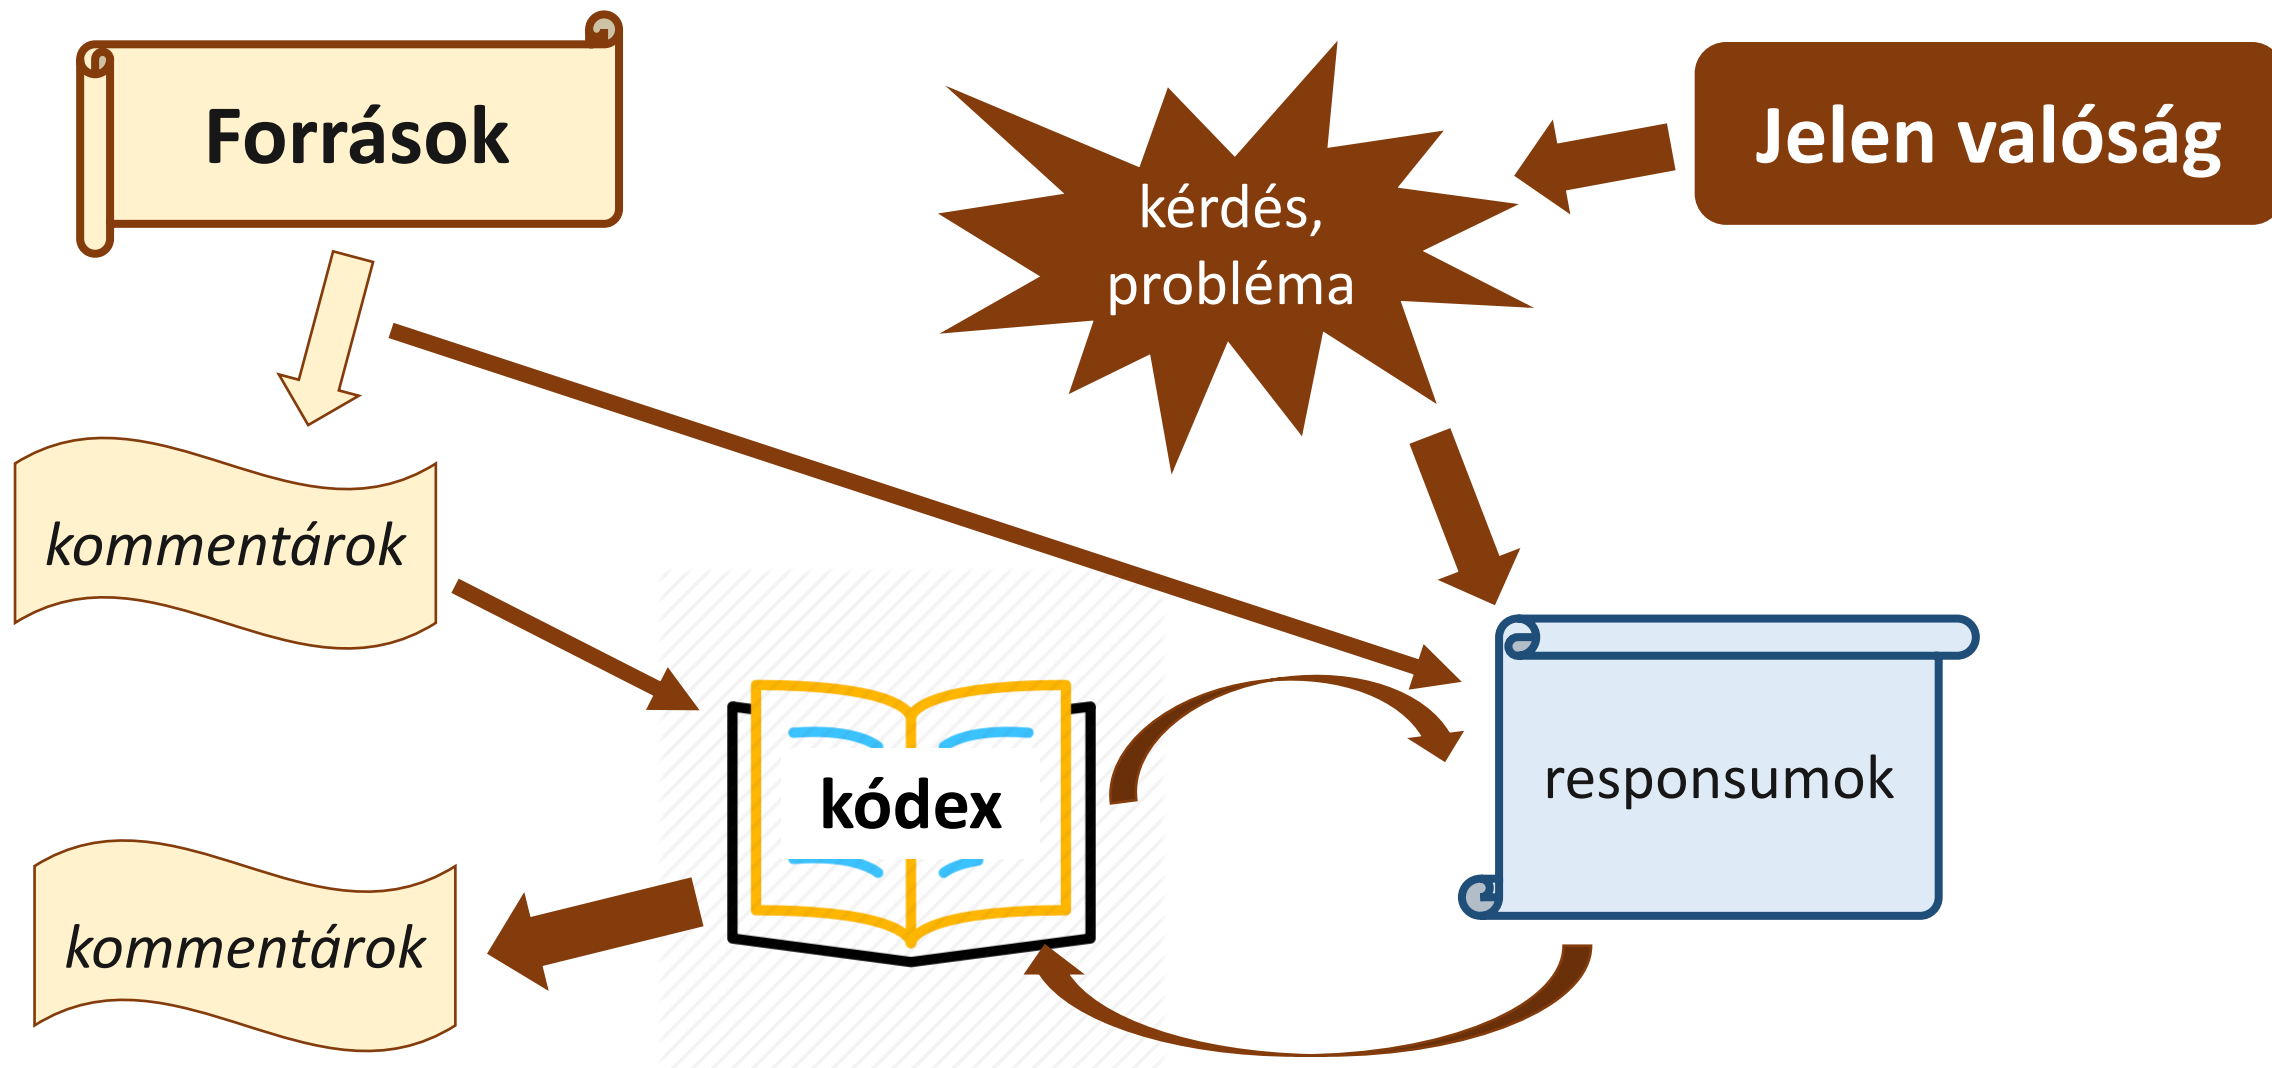 Források
Jelen valóság
kérdés,
probléma
kommentárok
kódex
responsumok
kommentárok